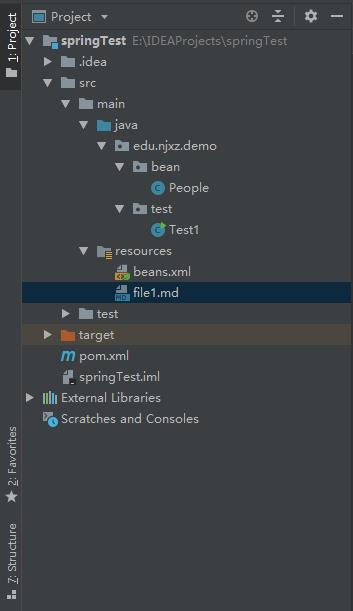 Project
springTest E:\IDEAProjects\springTest
.idea
src
main
java
edu.njxz.demo
bean
People
test
Test1
resources
beans.xml
file1.md
test
target
pom.xml
springTest.iml
External Libraries
Scratches and Consoles
1: Project
2: Favorites
7: Structure